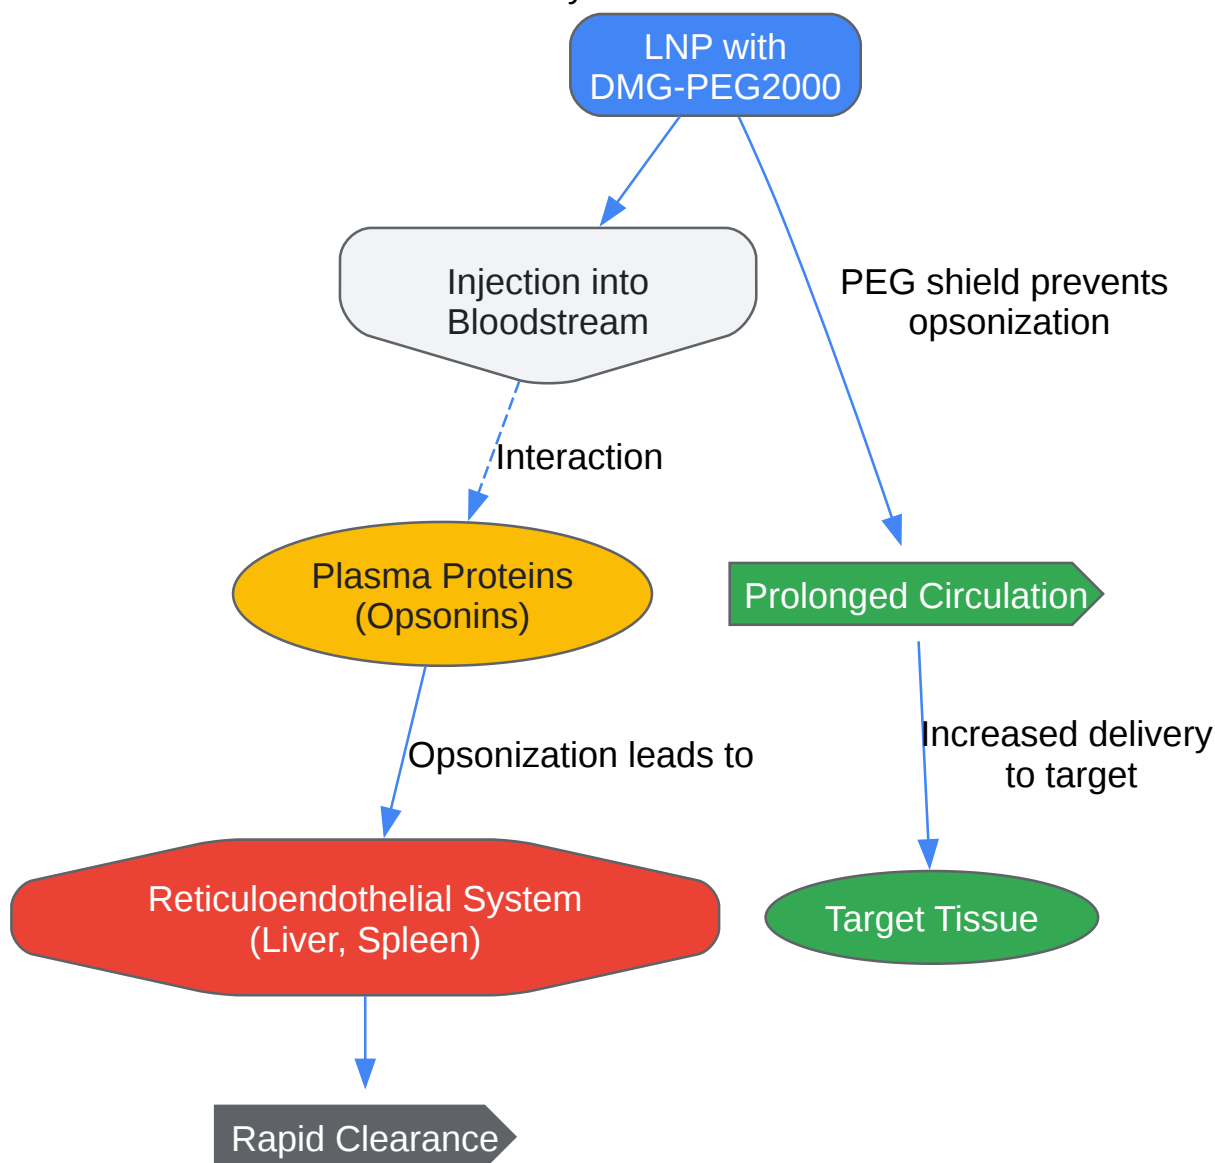 LNP with
DMG-PEG2000
Injection into
Bloodstream
PEG shield prevents
opsonization
Interaction
Plasma Proteins
(Opsonins)
Prolonged Circulation
Opsonization leads to
Increased delivery
to target
Reticuloendothelial System
(Liver, Spleen)
Target Tissue
Rapid Clearance